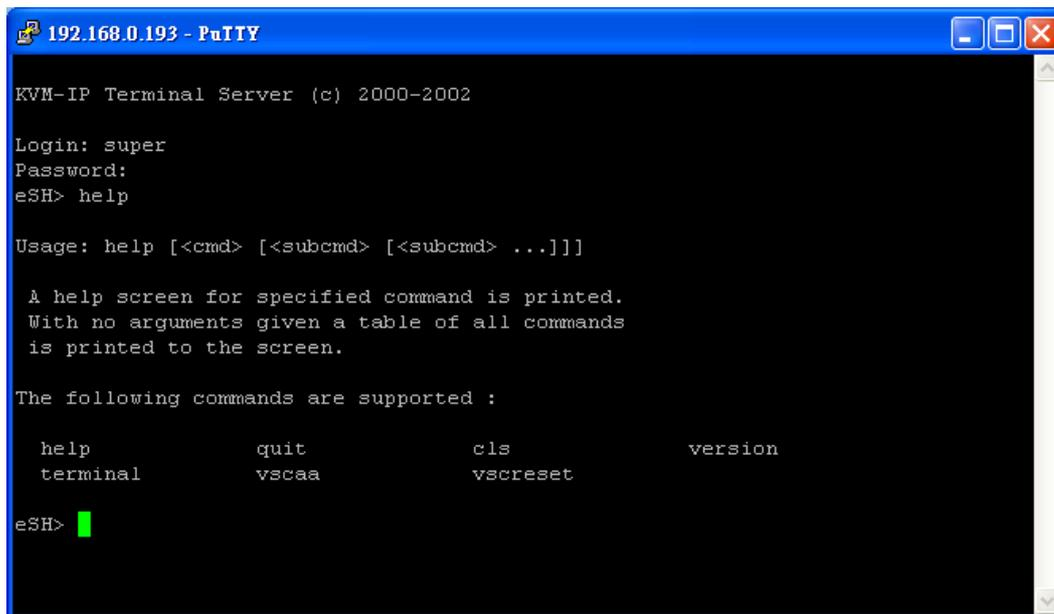 192.168.0.193 - PuTTY
KVM-IP Terminal Server (c) 2000-2002
Login: super
Password:
eSH> help
Usage: help [<cmd> [<subcmd> [<subcmd> ...]]]
A help screen for specified command is printed.
With no arguments given a table of all commands
is printed to the screen.
The following commands are supported :
help quit cls version
terminal vscaa vscreset
eSH>